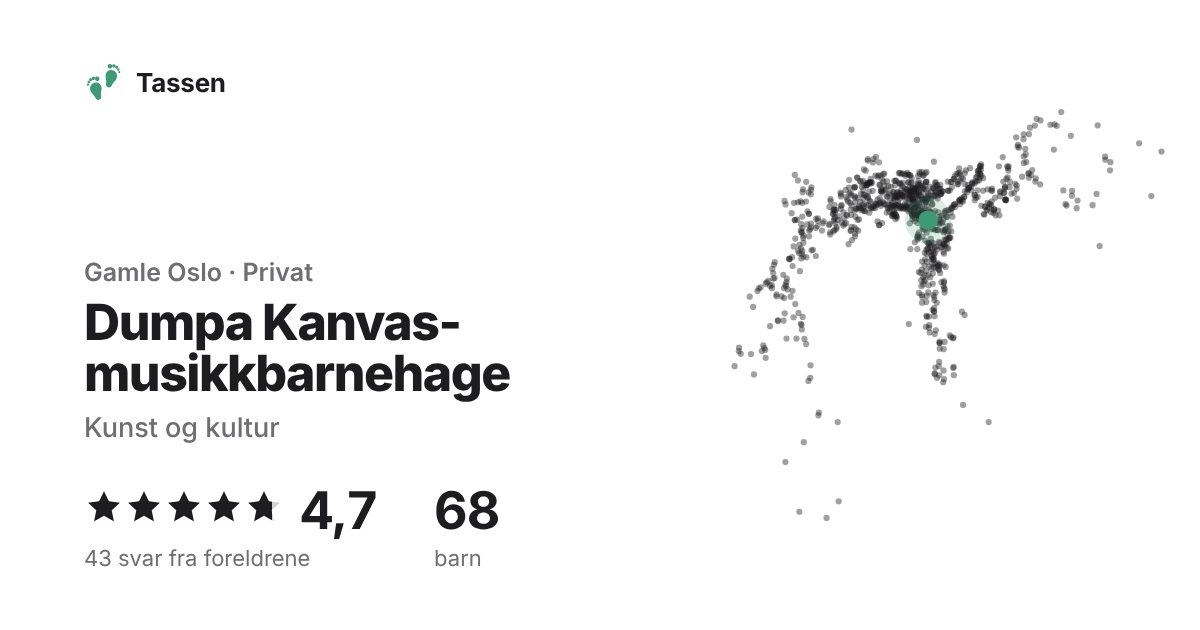 Tassen
Gamle Oslo · Privat
Dumpa Kanvas-
musikkbarnehage
Kunst og kultur
4,7
68
43 svar fra foreldrene
barn